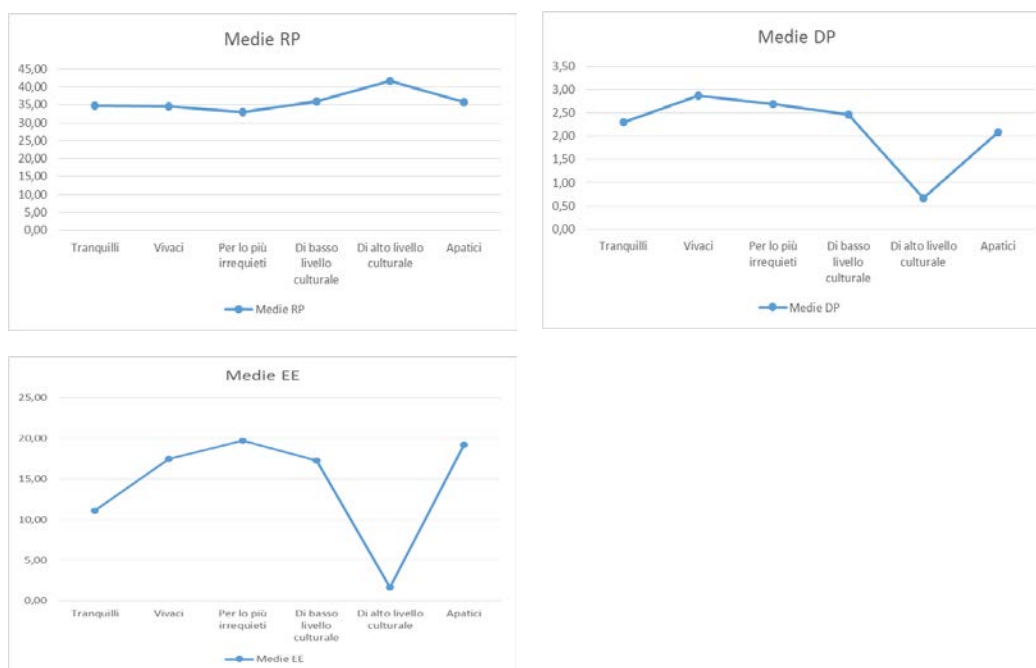 Medie RP
45,00
40,00
35,00
30,00
25,00
20,00
15,00
10,00
5,00
0,00
Tranquilli Vivaci Per lo più Di basso Di alto livello Apatici
irrequieti livello culturale
culturale
Medie RP
Medie DP
3,50
3,00
2,50
2,00
1,50
1,00
0,50
0,00
Tranquilli Vivaci Per lo più Di basso Di alto livello Apatici
irrequieti livello culturale
culturale
Medie DP
Medie EE
25,00
20,00
15,00
10,00
5,00
0,00
Tranquilli Vivaci Per lo più Di basso Di alto livello Apatici
irrequieti livello culturale
culturale
Medie EE